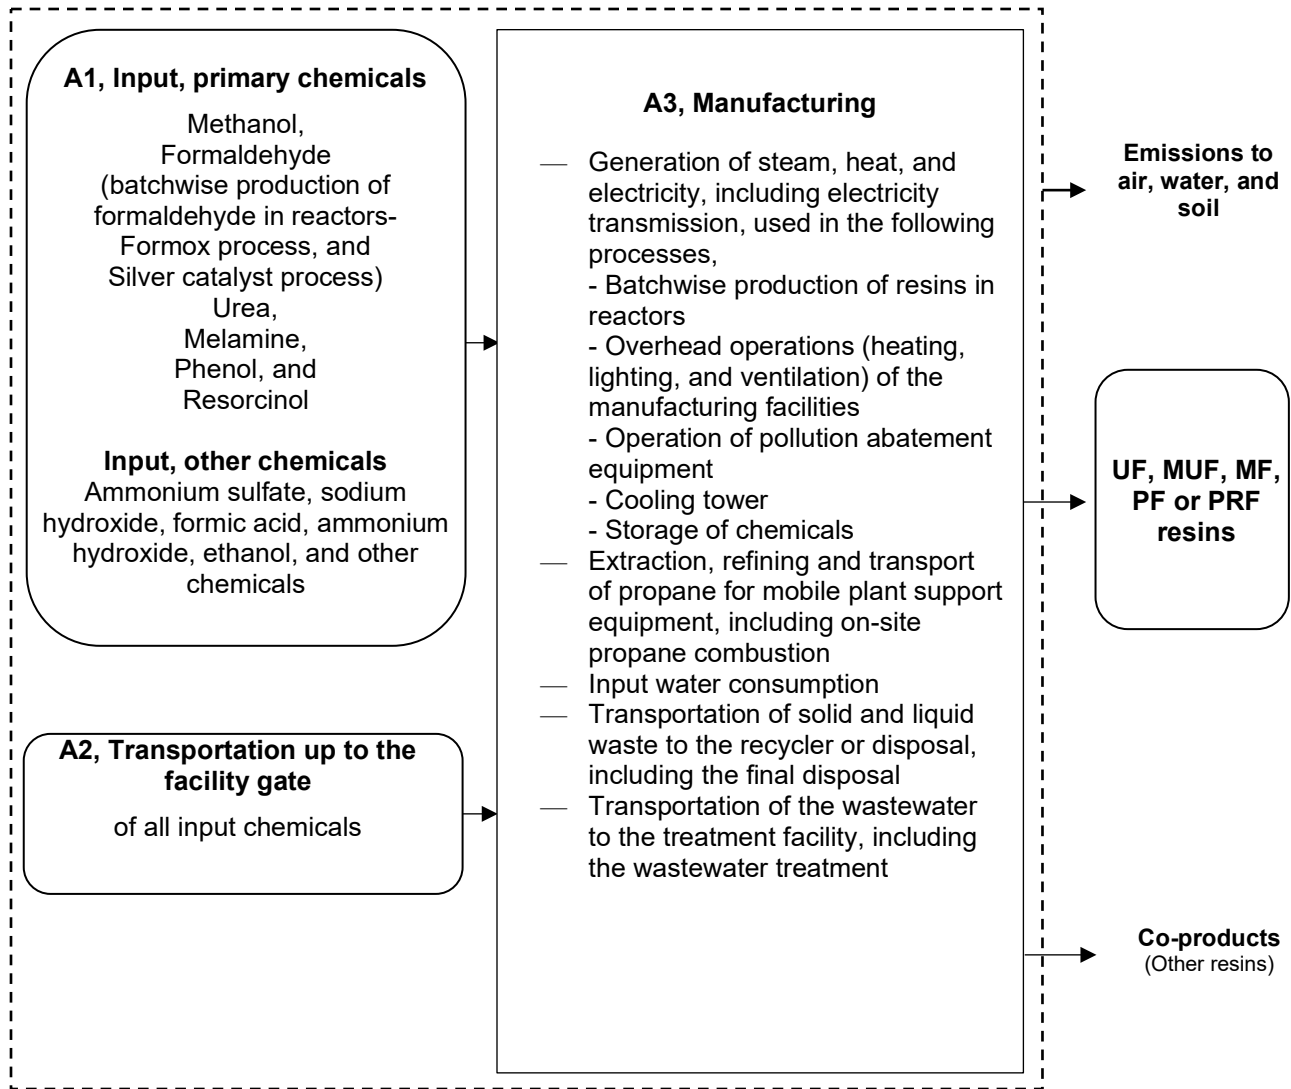 A1, Input, primary chemicals
Methanol,
Formaldehyde
(batchwise production of
formaldehyde in reactors-
Formox process, and
Silver catalyst process)
Urea,
Melamine,
Phenol, and
Resorcinol
Input, other chemicals
Ammonium sulfate, sodium
hydroxide, formic acid, ammonium
hydroxide, ethanol, and other
chemicals
A2, Transportation up to the
facility gate
of all input chemicals
A3, Manufacturing
— Generation of steam, heat, and
electricity, including electricity
transmission, used in the following
processes,
- Batchwise production of resins in
reactors
- Overhead operations (heating,
lighting, and ventilation) of the
manufacturing facilities
- Operation of pollution abatement
equipment
- Cooling tower
- Storage of chemicals
— Extraction, refining and transport
of propane for mobile plant support
equipment, including on-site
propane combustion
— Input water consumption
— Transportation of solid and liquid
waste to the recycler or disposal,
including the final disposal
— Transportation of the wastewater
to the treatment facility, including
the wastewater treatment
Emissions to
air, water, and
soil
UF, MUF, MF,
PF or PRF
resins
Co-products
(Other resins)